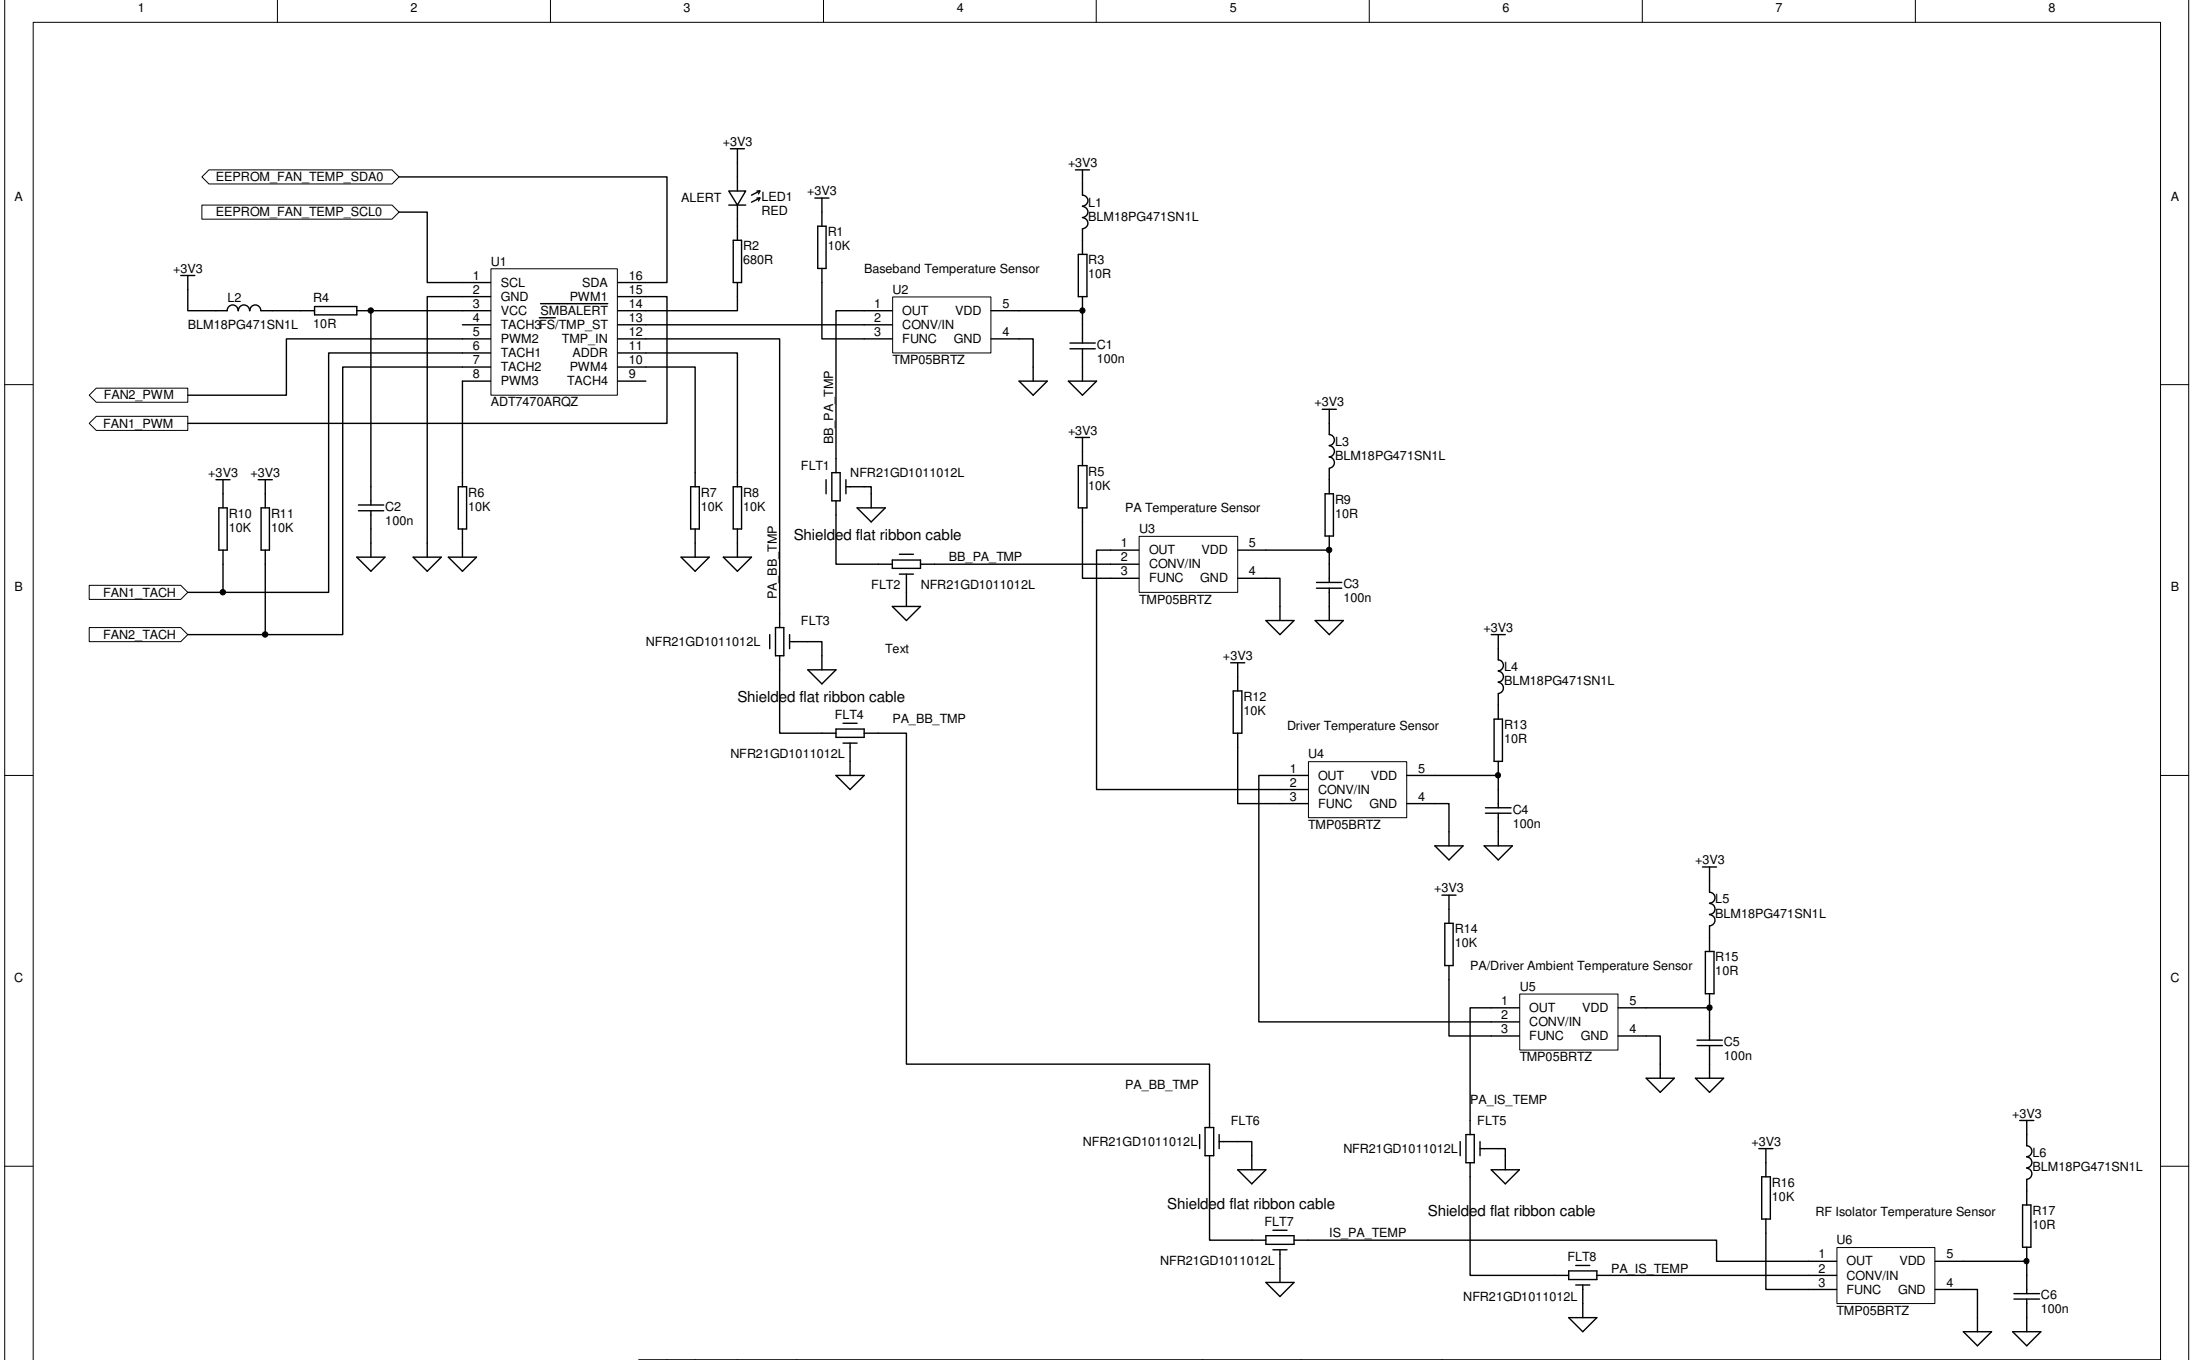 1 2 3 4 5 6 7 8
A
A
B
B
C
C
EEPROM_FAN_TEMP_SDA0
EEPROM_FAN_TEMP_SCL0
+3V3
L2
BLM18PG471SN1L
R4
10R
U1
1 SCL
2 GND
3 VCC
4 TACH3
5 PWM2
6 TACH1
7 TACH2
8 PWM3
SDA 16
PWM1 15
SMBALERT 14
FS/TMP_ST 13
TMP_IN 12
ADDR 11
PWM4 10
TACH4 9
ADT7470ARQZ
FAN2_PWM
FAN1_PWM
+3V3
+3V3
R10
10K
R11
10K
FAN1_TACH
FAN2_TACH
C2
100n
R6
10K
R7
10K
R8
10K
+3V3
ALERT
LED1
RED
R2
680R
+3V3
R1
10K
Baseband Temperature Sensor
U2
1 OUT VDD 5
2 CONV/IN
3 FUNC GND 4
TMP05BRTZ
+3V3
L1
BLM18PG471SN1L
R3
10R
C1
100n
BB_PA_TMP
FLT1
NFR21GD1011012L
Shielded flat ribbon cable
BB_PA_TMP
FLT2
NFR21GD1011012L
PA_BB_TMP
FLT3
NFR21GD1011012L
Text
Shielded flat ribbon cable
FLT4
PA_BB_TMP
NFR21GD1011012L
+3V3
R5
10K
PA Temperature Sensor
U3
1 OUT VDD 5
2 CONV/IN
3 FUNC GND 4
TMP05BRTZ
+3V3
L3
BLM18PG471SN1L
R9
10R
C3
100n
+3V3
R12
10K
Driver Temperature Sensor
U4
1 OUT VDD 5
2 CONV/IN
3 FUNC GND 4
TMP05BRTZ
+3V3
L4
BLM18PG471SN1L
R13
10R
C4
100n
+3V3
R14
10K
PA/Driver Ambient Temperature Sensor
U5
1 OUT VDD 5
2 CONV/IN
3 FUNC GND 4
TMP05BRTZ
+3V3
L5
BLM18PG471SN1L
R15
10R
C5
100n
PA_BB_TMP
FLT6
NFR21GD1011012L
PA_IS_TEMP
FLT5
NFR21GD1011012L
Shielded flat ribbon cable
FLT7
IS_PA_TEMP
NFR21GD1011012L
Shielded flat ribbon cable
FLT8
PA_IS_TEMP
NFR21GD1011012L
+3V3
R16
10K
RF Isolator Temperature Sensor
U6
1 OUT VDD 5
2 CONV/IN
3 FUNC GND 4
TMP05BRTZ
+3V3
L6
BLM18PG471SN1L
R17
10R
C6
100n